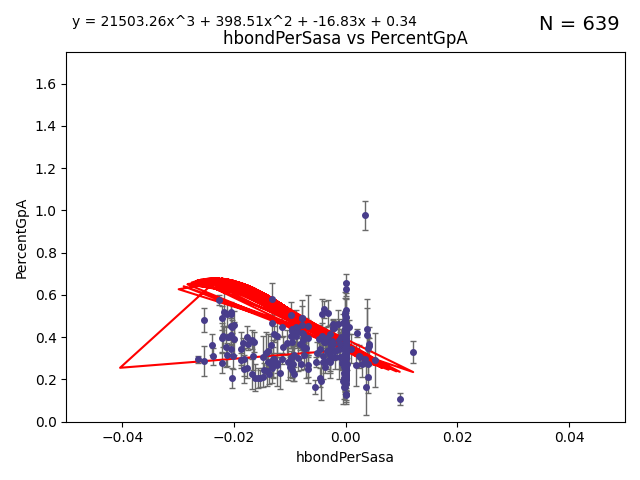 y = 21503.26x^3 + 398.51x^2 + -16.83x + 0.34
N = 639
hbondPerSasa vs PercentGpA
PercentGpA
1.6
1.4
1.2
1.0
0.8
0.6
0.4
0.2
0.0
−0.04 −0.02 0.00 0.02 0.04
hbondPerSasa